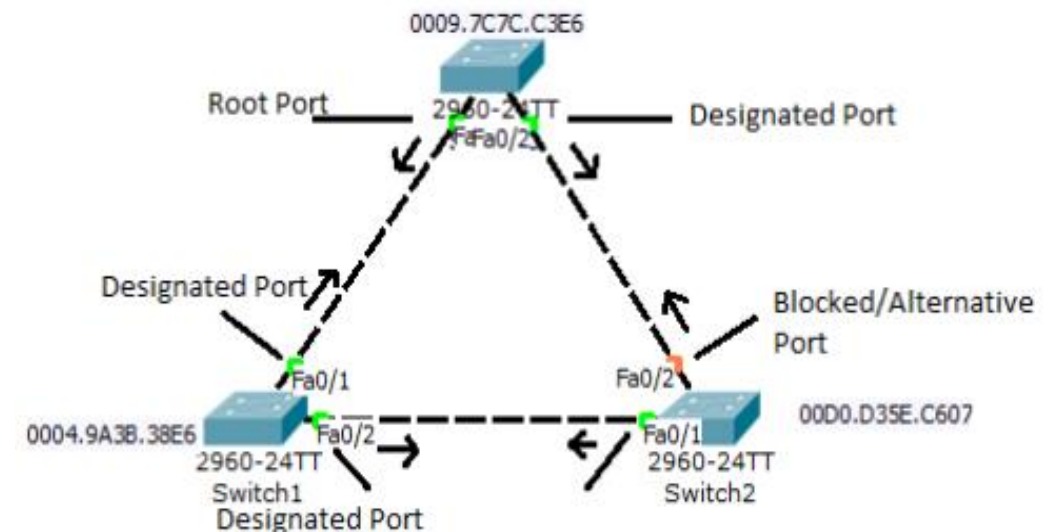 0009.7C7C.C3E6
Root Port
2960-24TT
Designated Port
Fa0/2
Designated Port
Blocked/Alternative
Port
Fa0/1
Fa0/2
0004.9A3B.38E6
Fa0/2
Fa0/1
00D0.D35E.C607
2960-24TT
2960-24TT
Switch1
Switch2
Designated Port